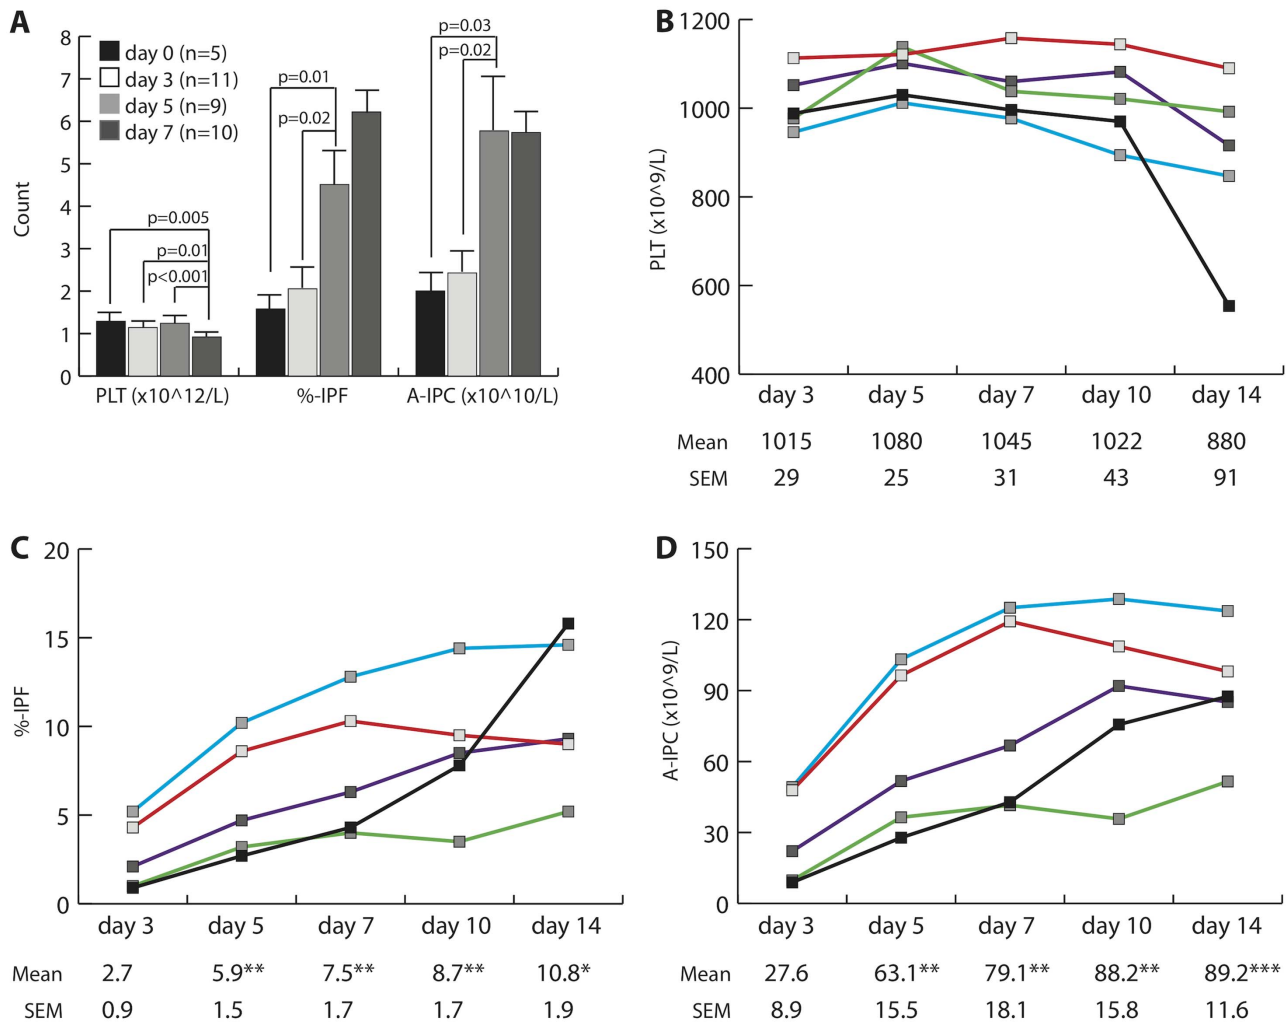 A
8
7
6
5
4
3
2
1
0
Count
day 0 (n=5)
day 3 (n=11)
day 5 (n=9)
day 7 (n=10)
p=0.005
p=0.01
p<0.001
p=0.01
p=0.02
p=0.03
p=0.02
PLT (x10^12/L) %-IPF A-IPC (x10^10/L)
B
1200
1000
800
600
400
PLT (x10^9/L)
day 3 day 5 day 7 day 10 day 14
Mean 1015 1080 1045 1022 880
SEM 29 25 31 43 91
C
20
15
10
5
0
%-IPF
day 3 day 5 day 7 day 10 day 14
Mean 2.7 5.9** 7.5** 8.7** 10.8*
SEM 0.9 1.5 1.7 1.7 1.9
D
150
120
90
60
30
0
A-IPC (x10^9/L)
day 3 day 5 day 7 day 10 day 14
Mean 27.6 63.1** 79.1** 88.2** 89.2***
SEM 8.9 15.5 18.1 15.8 11.6